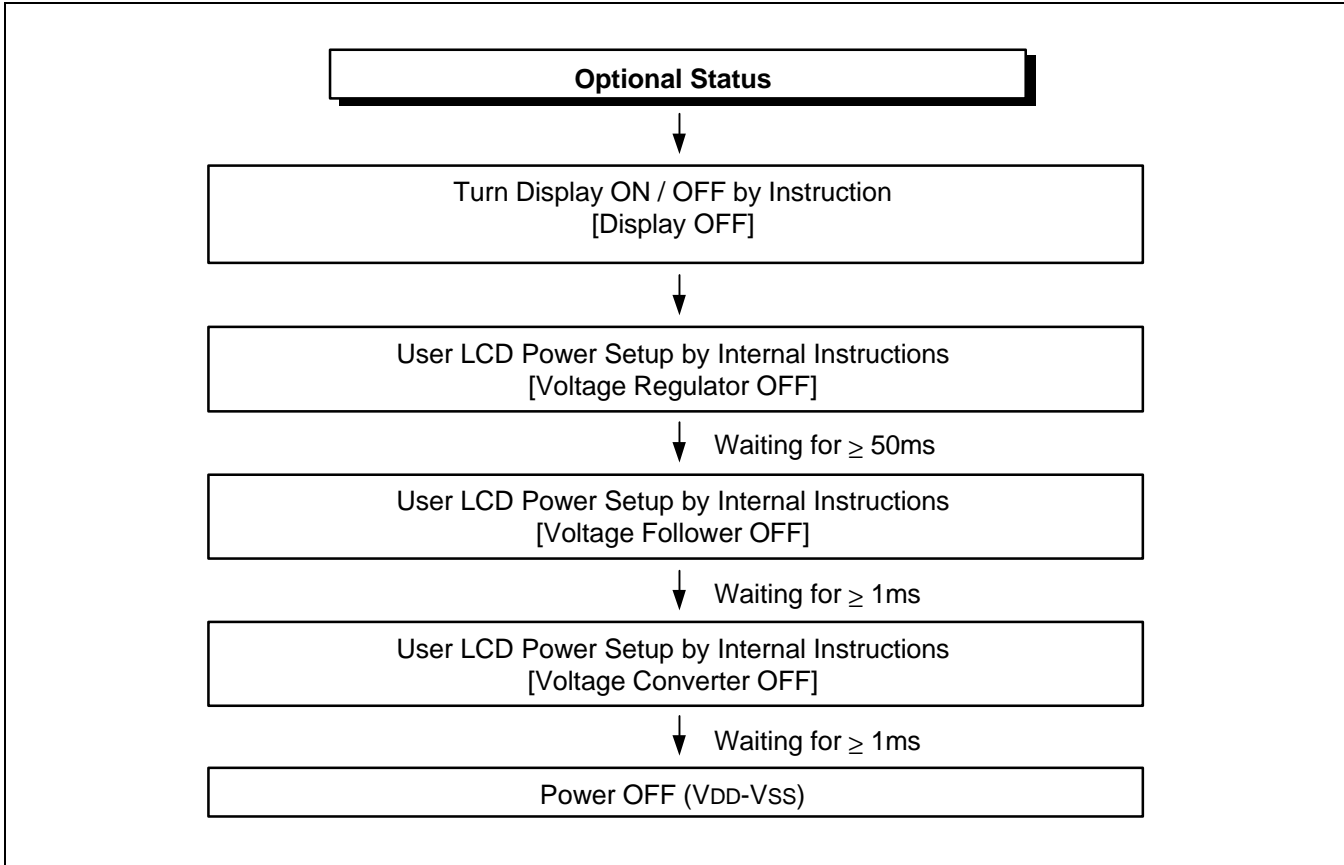 Optional Status
Turn Display ON / OFF by Instruction
[Display OFF]
User LCD Power Setup by Internal Instructions
[Voltage Regulator OFF]
Waiting for ≥ 50ms
User LCD Power Setup by Internal Instructions
[Voltage Follower OFF]
Waiting for ≥ 1ms
User LCD Power Setup by Internal Instructions
[Voltage Converter OFF]
Waiting for ≥ 1ms
Power OFF (VDD-VSS)